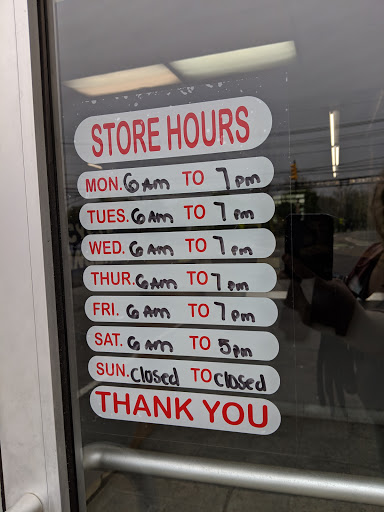 STORE HOURS
MON. 6 AM TO 7 pm
TUES. 6 AM TO 7 pm
WED. 6 AM TO 7 pm
THUR. 6 AM TO 7 pm
FRI. 6 AM TO 7 pm
SAT. 6 AM TO 5 pm
SUN. Closed TO Closed
THANK YOU